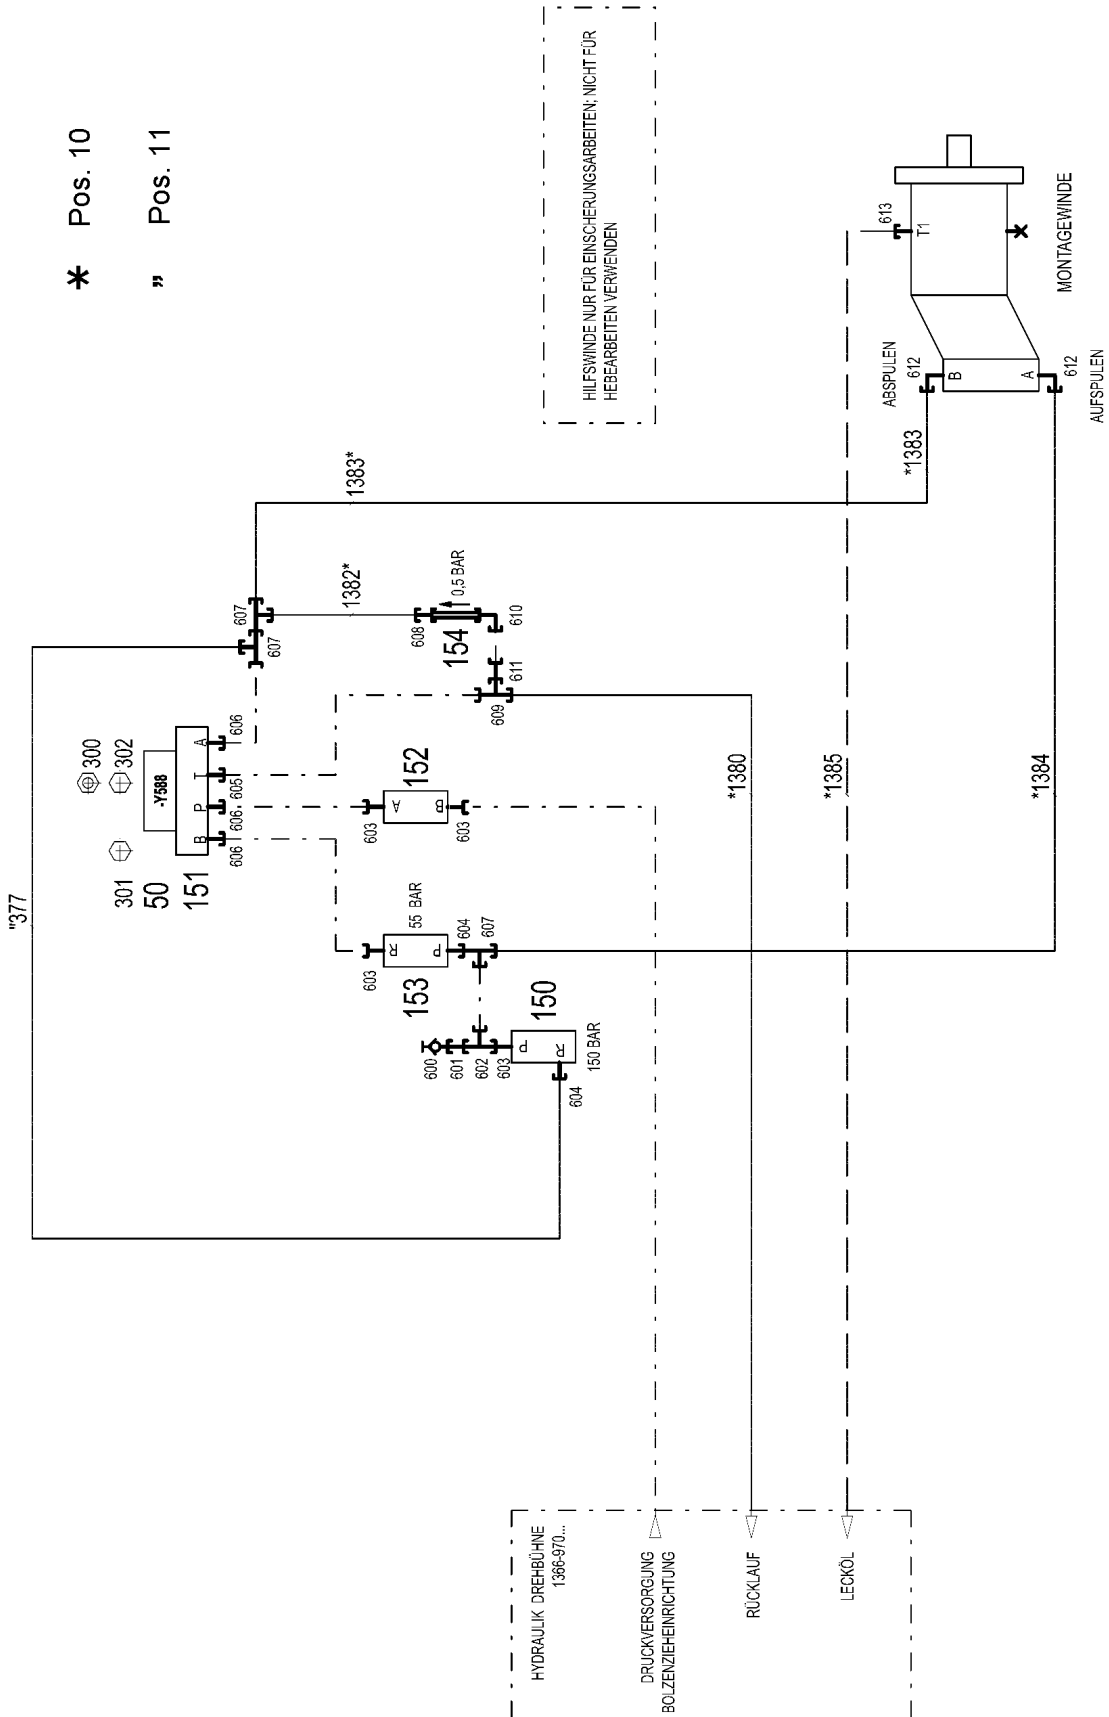 * Pos. 10
" Pos. 11
HILFSWINDE NUR FÜR EINSCHERUNGSARBEITEN; NICHT FÜR
HEBEARBEITEN VERWENDEN
"377
301
300
302
50
-Y588
151
B
P
T
A
606
606
605
606
607
607
1383*
1382*
608
0,5 BAR
154
610
611
609
152
A
B
603
603
603
R
P
55 BAR
153
604
607
600
601
602
603
P
R
150
150 BAR
604
*1380
*1385
*1384
*1383
ABSPULEN
612
B
A
612
AUFSPULEN
613
T1
MONTAGEWINDE
HYDRAULIK DREHBÜHNE
1366-970...
DRUCKVERSORGUNG
BOLZENZIEHEINRICHTUNG
RÜCKLAUF
LECKÖL